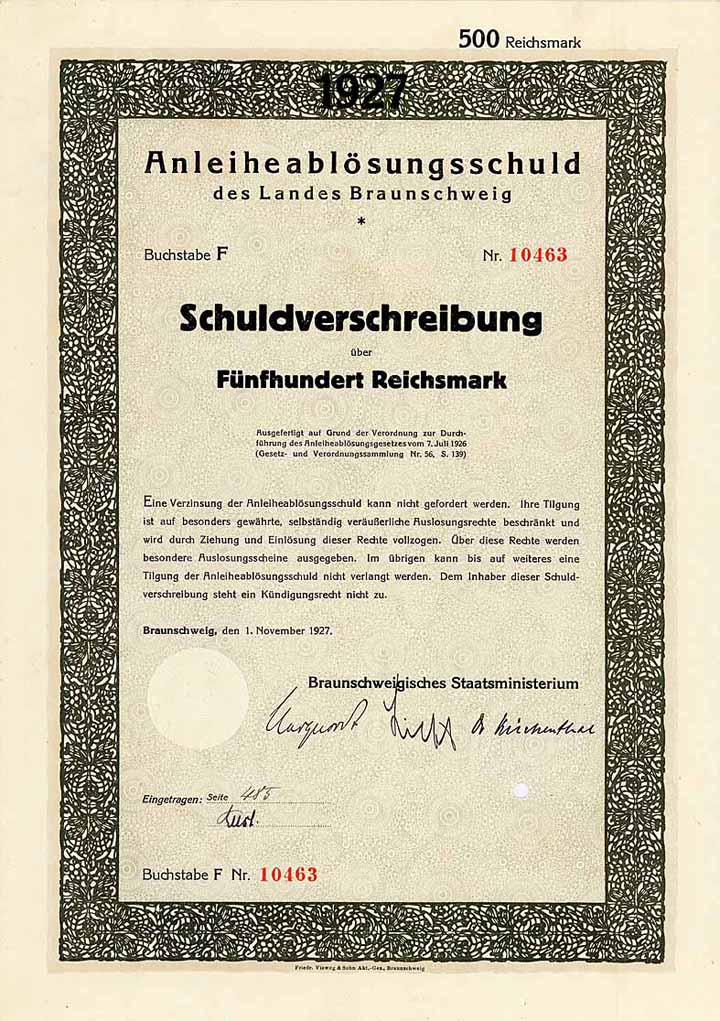 500 Reichsmark
1927
Anleiheablösungsschuld
des Landes Braunschweig
*
Buchstabe F Nr. 10463
Schuldverschreibung
über
Fünfhundert Reichsmark
Ausgefertigt auf Grund der Verordnung zur Durch-
führung des Anleiheablösungsgesetzes vom 7. Juli 1926
(Gesetz- und Verordnungssammlung Nr. 56, S. 139)
Eine Verzinsung der Anleiheablösungsschuld kann nicht gefordert werden. Ihre Tilgung
ist auf besonders gewährte, selbständig veräußerliche Auslosungsrechte beschränkt und
wird durch Ziehung und Einlösung dieser Rechte vollzogen. Über diese Rechte werden
besondere Auslosungsscheine ausgegeben. Im übrigen kann bis auf weiteres eine
Tilgung der Anleiheablösungsschuld nicht verlangt werden. Dem Inhaber dieser Schuld-
verschreibung steht ein Kündigungsrecht nicht zu.
Braunschweig, den 1. November 1927.
Braunschweigisches Staatsministerium
Marquordt
Eingetragen: Seite 485
Buchstabe F Nr. 10463
Friedr. Vieweg & Sohn Akt.-Ges., Braunschweig